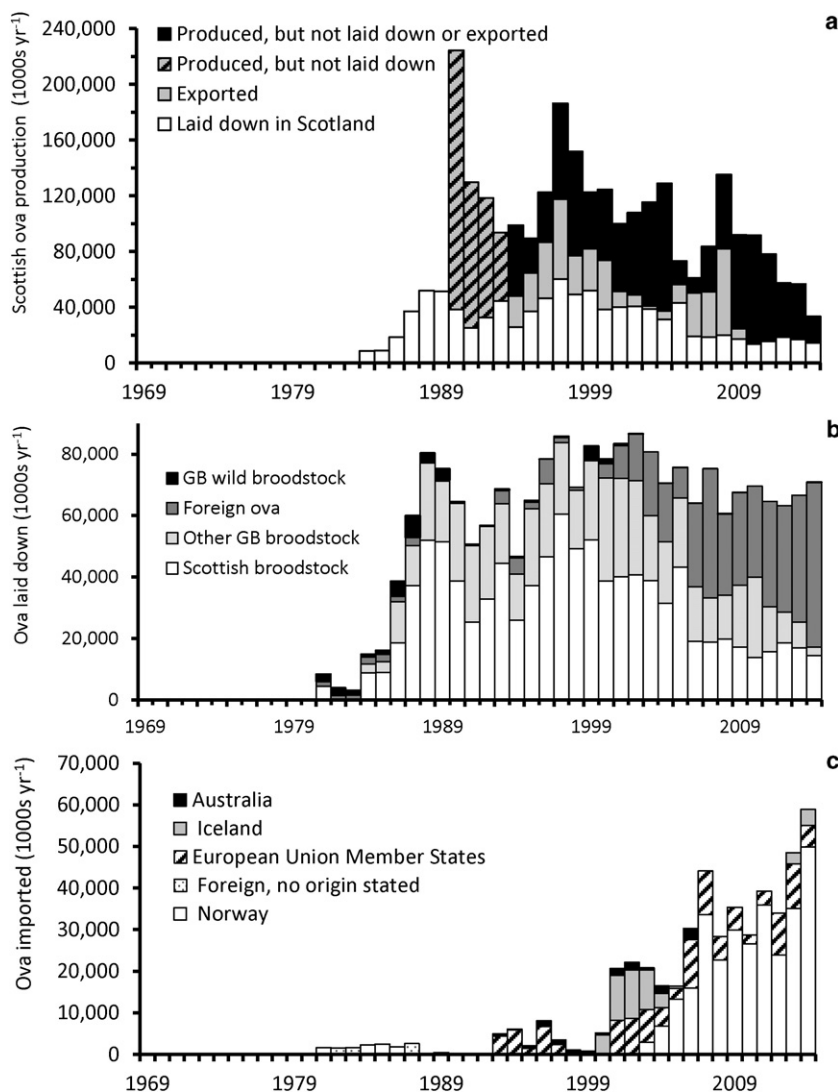 a
240,000
200,000
160,000
120,000
80,000
40,000
0
Scottish ova production (1000s yr⁻¹)
Produced, but not laid down or exported
Produced, but not laid down
Exported
Laid down in Scotland
1969 1979 1989 1999 2009
b
80,000
60,000
40,000
20,000
0
Ova laid down (1000s yr⁻¹)
GB wild broodstock
Foreign ova
Other GB broodstock
Scottish broodstock
1969 1979 1989 1999 2009
c
70,000
60,000
50,000
40,000
30,000
20,000
10,000
0
Ova imported (1000s yr⁻¹)
Australia
Iceland
European Union Member States
Foreign, no origin stated
Norway
1969 1979 1989 1999 2009